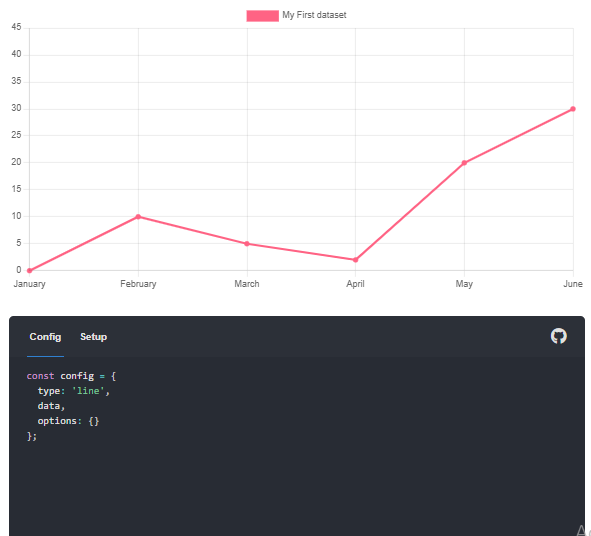 My First dataset
45
40
35
30
25
20
15
10
5
0
January February March April May June
Config Setup
const config = {
  type: 'line',
  data,
  options: {}
};